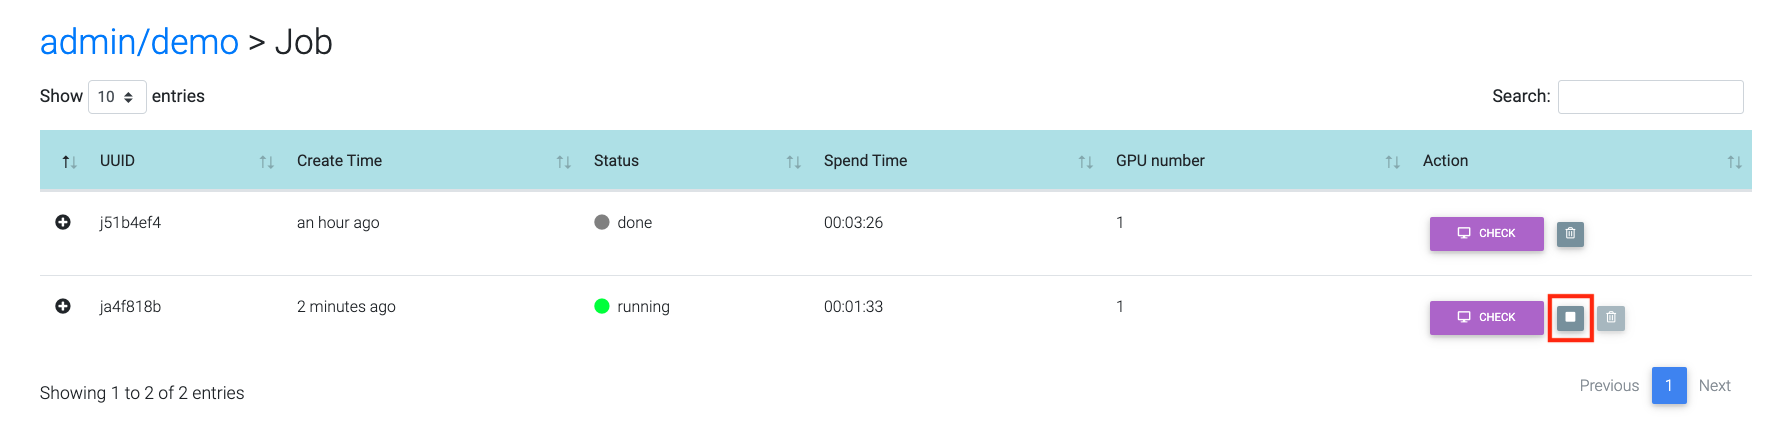 admin/demo > Job
Show 10 entries Search:
UUID Create Time Status Spend Time GPU number Action
j51b4ef4 an hour ago done 00:03:26 1 CHECK
ja4f818b 2 minutes ago running 00:01:33 1 CHECK
Showing 1 to 2 of 2 entries Previous 1 Next